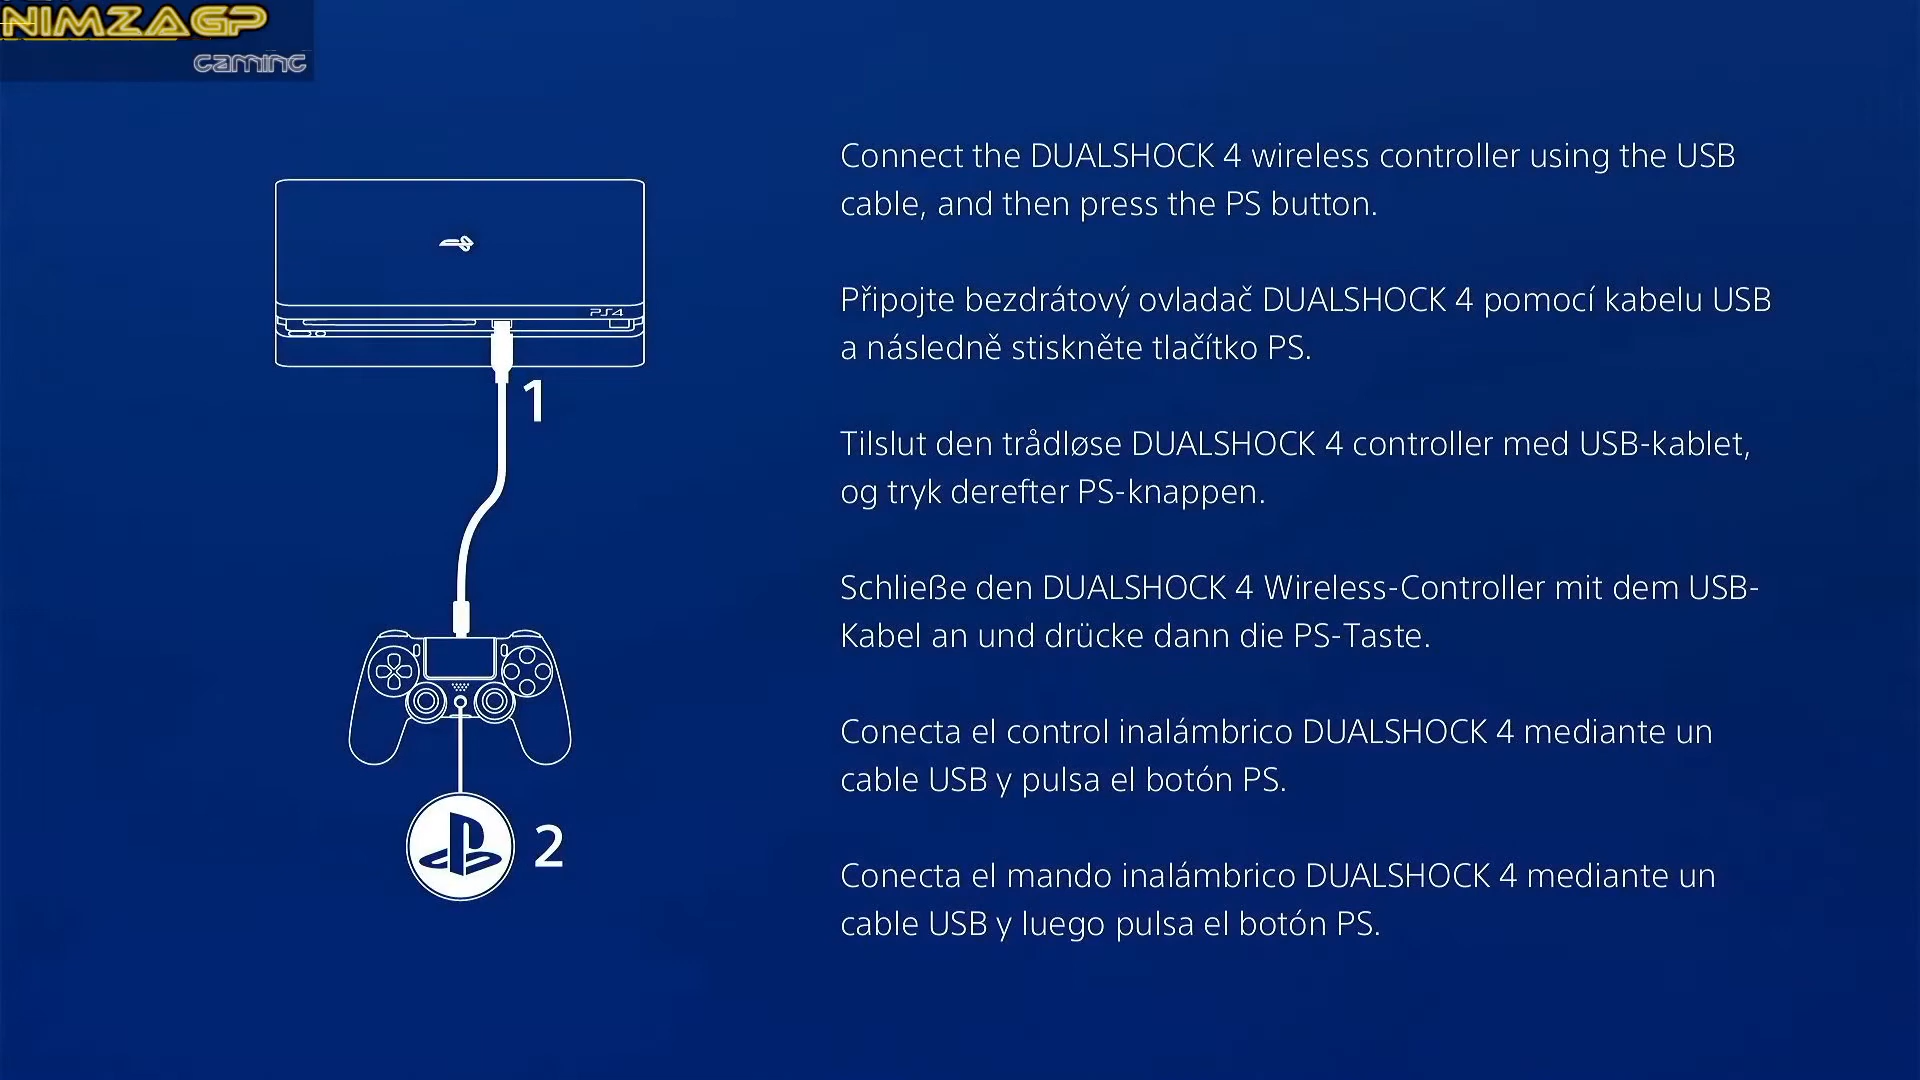 NIMZAGP
GAMING
Connect the DUALSHOCK 4 wireless controller using the USB
cable, and then press the PS button.
Připojte bezdrátový ovladač DUALSHOCK 4 pomocí kabelu USB
a následně stiskněte tlačítko PS.
Tilslut den trådløse DUALSHOCK 4 controller med USB-kablet,
og tryk derefter PS-knappen.
Schließe den DUALSHOCK 4 Wireless-Controller mit dem USB-
Kabel an und drücke dann die PS-Taste.
Conecta el control inalámbrico DUALSHOCK 4 mediante un
cable USB y pulsa el botón PS.
Conecta el mando inalámbrico DUALSHOCK 4 mediante un
cable USB y luego pulsa el botón PS.
PS4
1
2